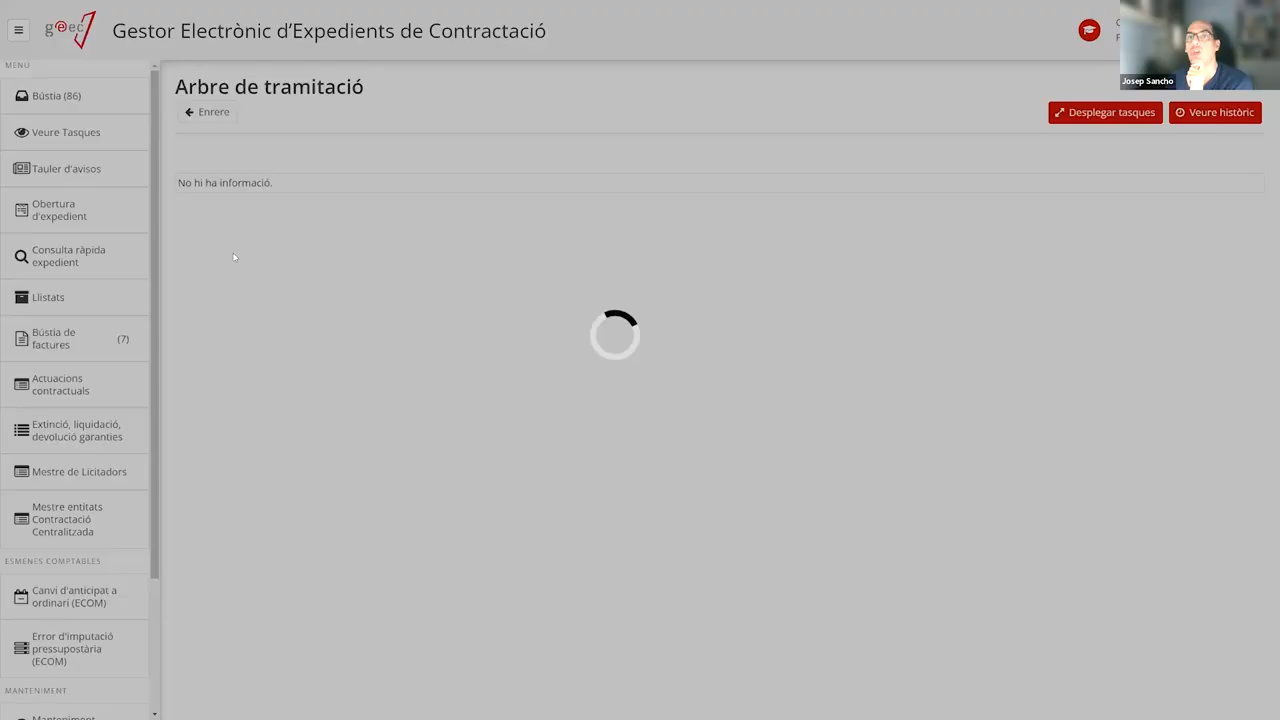 geec
Gestor Electrònic d'Expedients de Contractació
Josep Sancho
MENÚ
Bústia (86)
Veure Tasques
Tauler d'avisos
Obertura
d'expedient
Consulta ràpida
expedient
Llistats
Bústia de
factures
(7)
Actuacions
contractuals
Extinció, liquidació,
devolució garanties
Mestre de Licitadors
Mestre entitats
Contractació
Centralitzada
ESMENES COMPTABLES
Canvi d'anticipat a
ordinari (ECOM)
Error d'imputació
pressupostària
(ECOM)
MANTENIMENT
Manteniment
Arbre de tramitació
Enrere
Desplegar tasques
Veure històric
No hi ha informació.